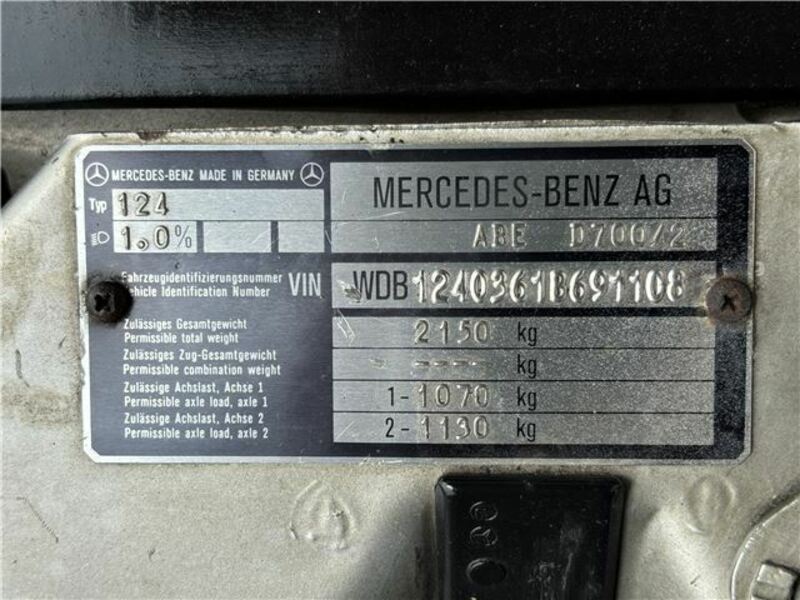 MERCEDES-BENZ MADE IN GERMANY
MERCEDES-BENZ AG
Typ 124
1.0%
ABE D700/2
Fahrzeugidentifizierungsnummer
Vehicle Identification Number
VIN
WDB1240361B691108
Zulässiges Gesamtgewicht
Permissible total weight
2150 kg
Zulässiges Zug-Gesamtgewicht
Permissible combination weight
- ---- kg
Zulässige Achslast, Achse 1
Permissible axle load, axle 1
1-1070 kg
Zulässige Achslast, Achse 2
Permissible axle load, axle 2
2-1130 kg